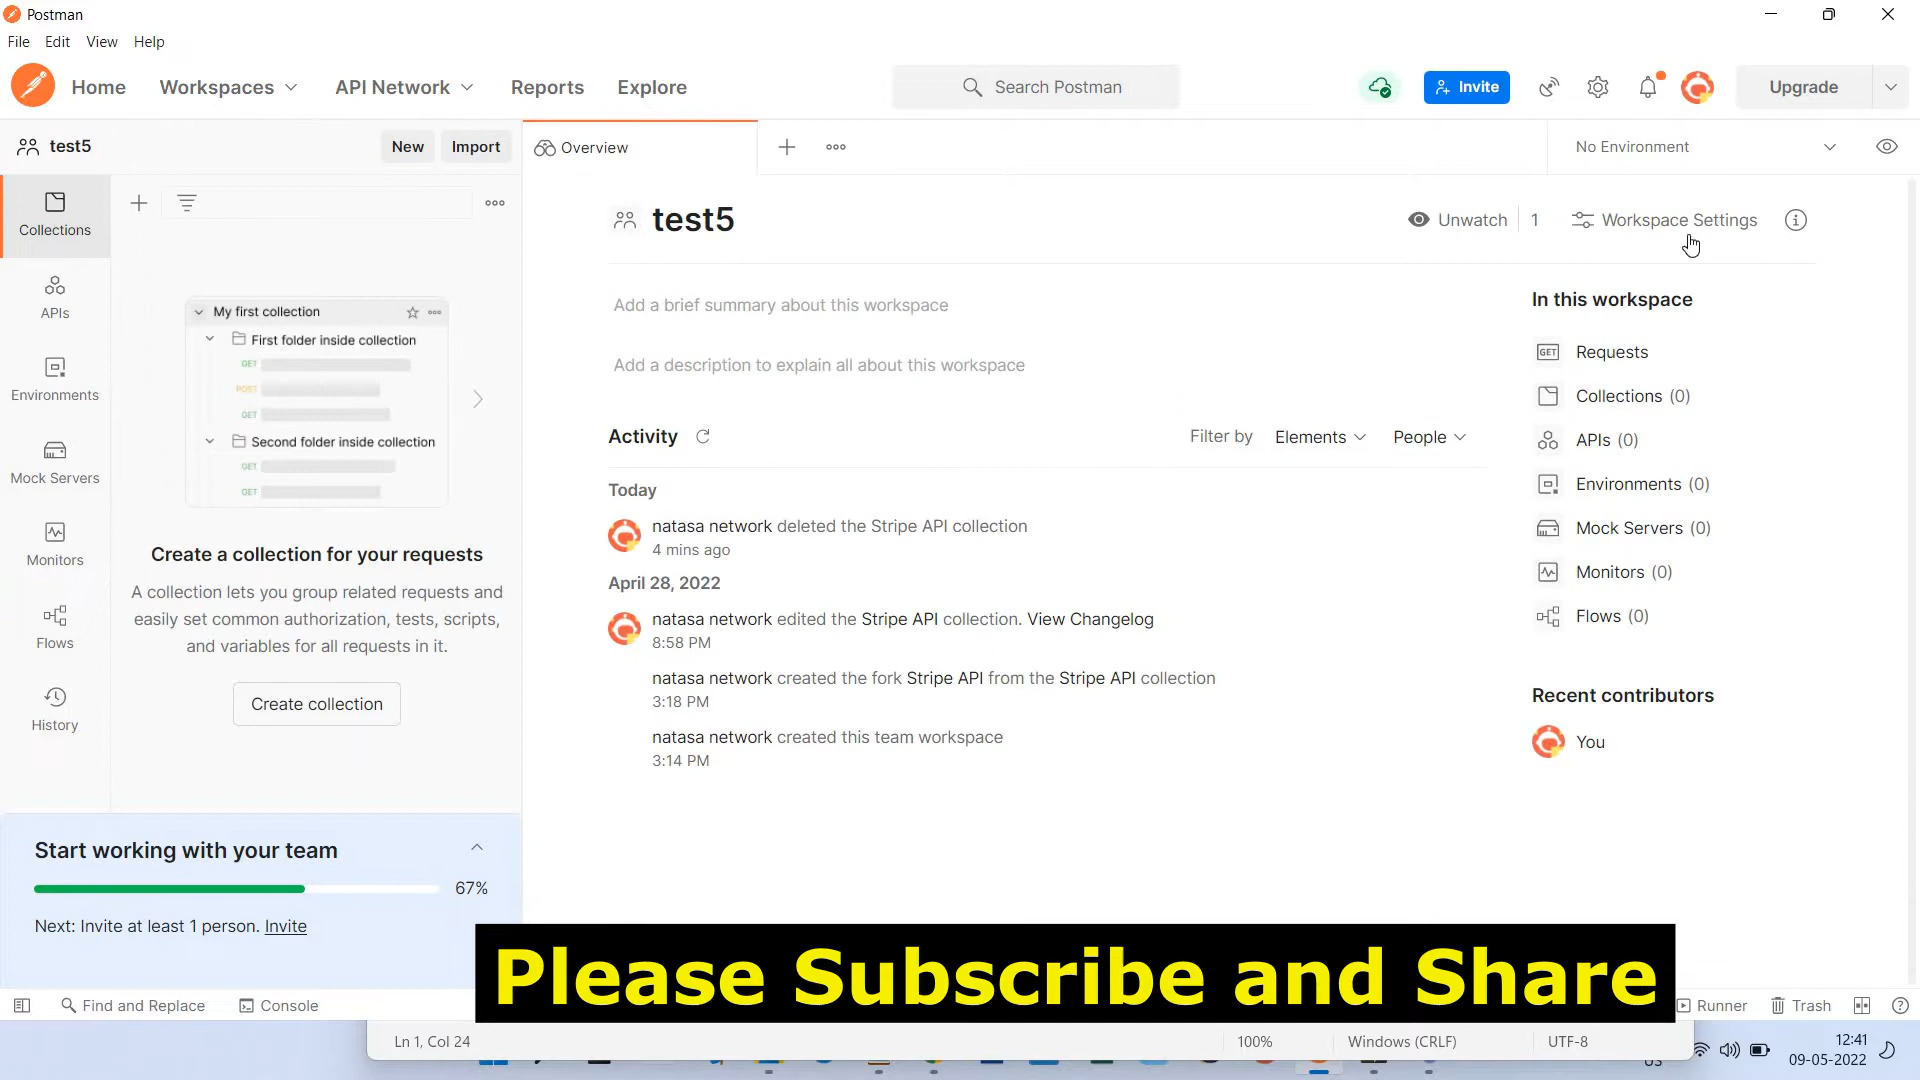 Postman
File Edit View Help
Home Workspaces API Network Reports Explore Search Postman Invite Upgrade
test5 New Import Overview No Environment
Collections
APIs
Environments
Mock Servers
Monitors
Flows
History
My first collection
First folder inside collection
GET
POST
GET
Second folder inside collection
GET
GET
Create a collection for your requests
A collection lets you group related requests and
easily set common authorization, tests, scripts,
and variables for all requests in it.
Create collection
Start working with your team
67%
Next: Invite at least 1 person. Invite
test5
Unwatch 1 Workspace Settings
Add a brief summary about this workspace
Add a description to explain all about this workspace
Activity Filter by Elements People
Today
natasa network deleted the Stripe API collection
4 mins ago
April 28, 2022
natasa network edited the Stripe API collection. View Changelog
8:58 PM
natasa network created the fork Stripe API from the Stripe API collection
3:18 PM
natasa network created this team workspace
3:14 PM
In this workspace
GET Requests
Collections (0)
APIs (0)
Environments (0)
Mock Servers (0)
Monitors (0)
Flows (0)
Recent contributors
You
Please Subscribe and Share
Find and Replace Console Runner Trash
Ln 1, Col 24 100% Windows (CRLF) UTF-8
12:41
09-05-2022